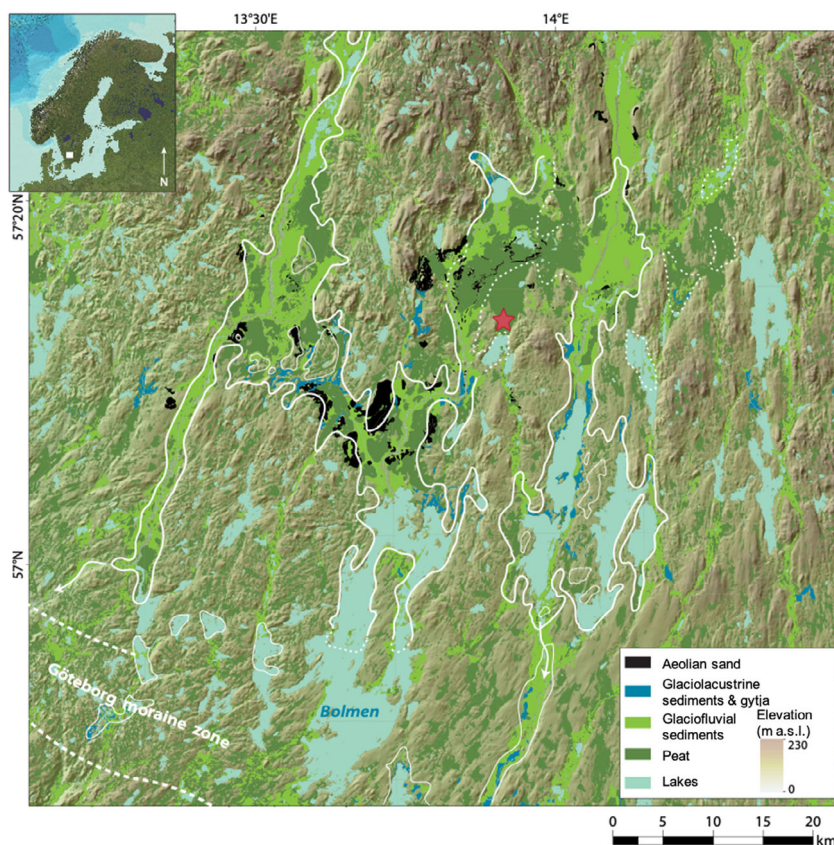 13°30'E
14°E
N
57°20'N
57°N
Göteborg moraine zone
Bolmen
Aeolian sand
Glaciolacustrine
sediments & gytja
Glaciofluvial
sediments
Peat
Lakes
Elevation
(m a.s.l.)
230
0
0
5
10
15
20
km